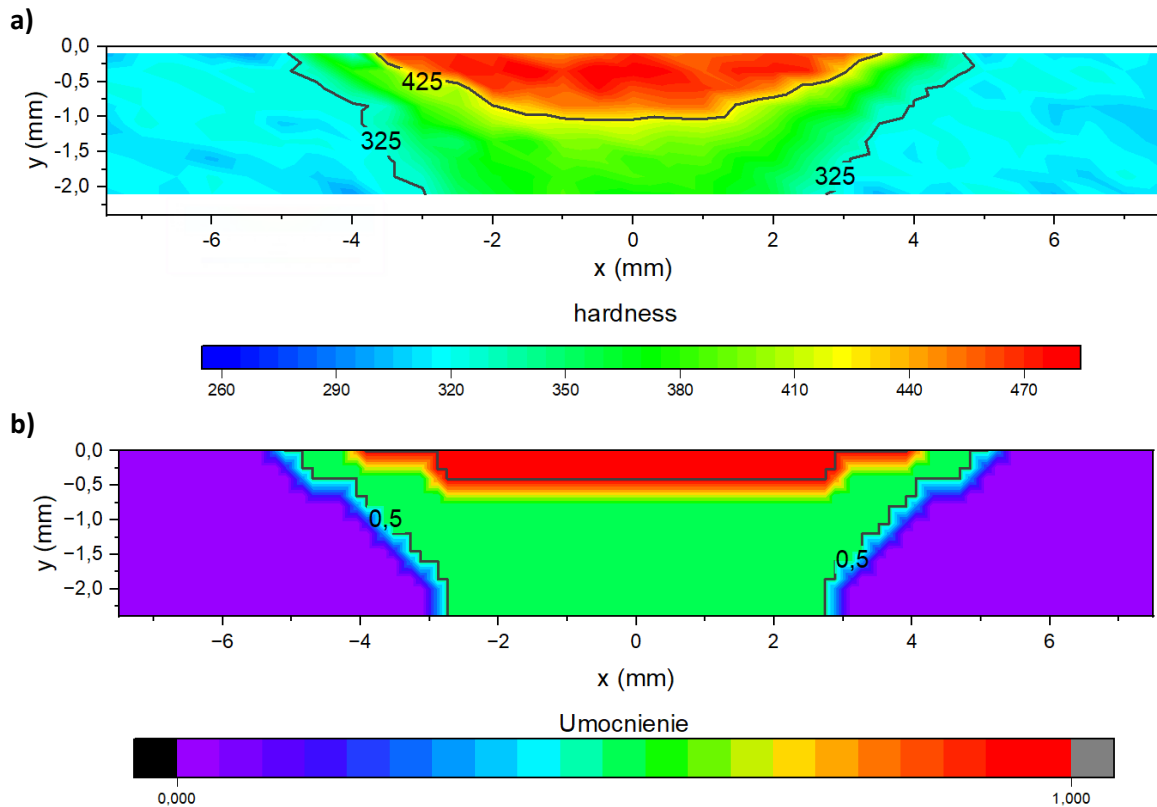 a)
0,0
-0,5
-1,0
-1,5
-2,0
y (mm)
425
325
325
-6 -4 -2 0 2 4 6
x (mm)
hardness
260 290 320 350 380 410 440 470
b)
0,0
−0,5
−1,0
−1,5
−2,0
y (mm)
0,5
0,5
−6 −4 −2 0 2 4 6
x (mm)
Umocnienie
0,000 1,000